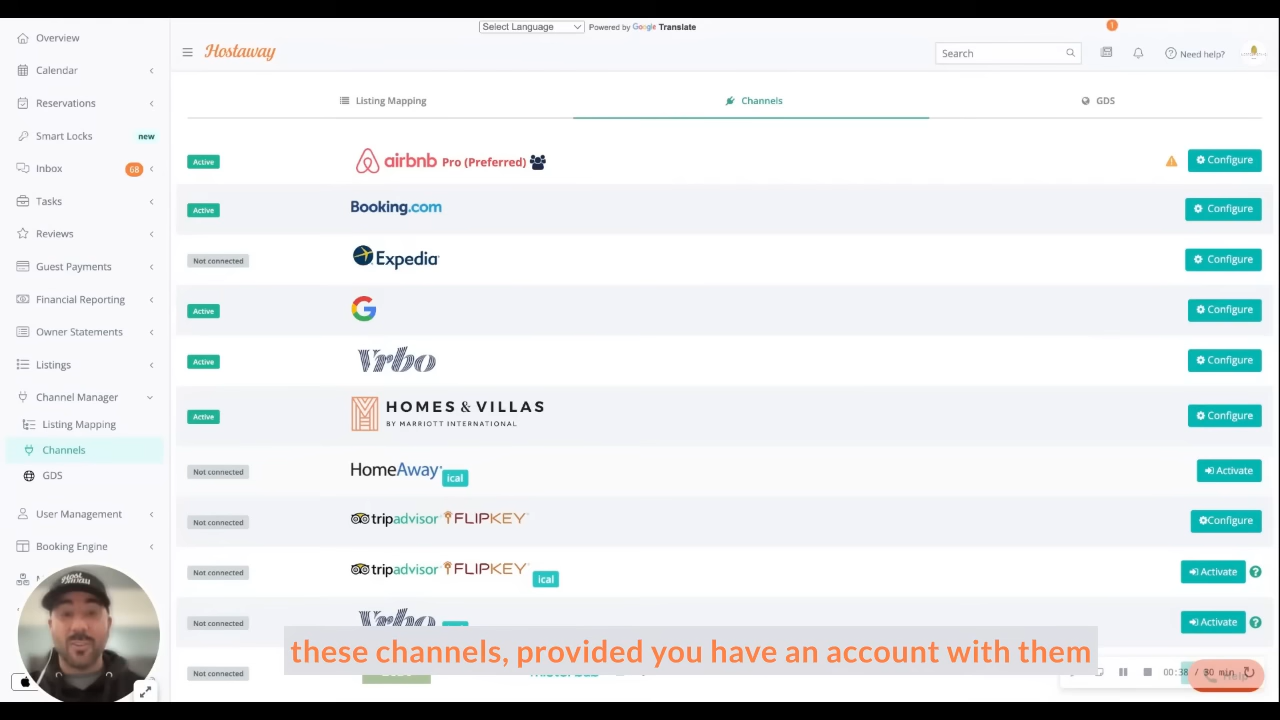 Select Language
Powered by Google Translate
Overview
Hostaway
Search
Need help?
Calendar
Reservations
Smart Locks new
Inbox 68
Tasks
Reviews
Guest Payments
Financial Reporting
Owner Statements
Listings
Channel Manager
Listing Mapping
Channels
GDS
User Management
Booking Engine
Listing Mapping
Channels
GDS
Active
airbnb Pro (Preferred)
Configure
Active
Booking.com
Configure
Not connected
Expedia
Configure
Active
G
Configure
Active
Vrbo
Configure
Active
HOMES & VILLAS
BY MARRIOTT INTERNATIONAL
Configure
Not connected
HomeAway ical
Activate
Not connected
tripadvisor FLIPKEY
Configure
Not connected
tripadvisor FLIPKEY ical
Activate
Not connected
Vrbo
Activate
Not connected
these channels, provided you have an account with them
00:38 / 30 min